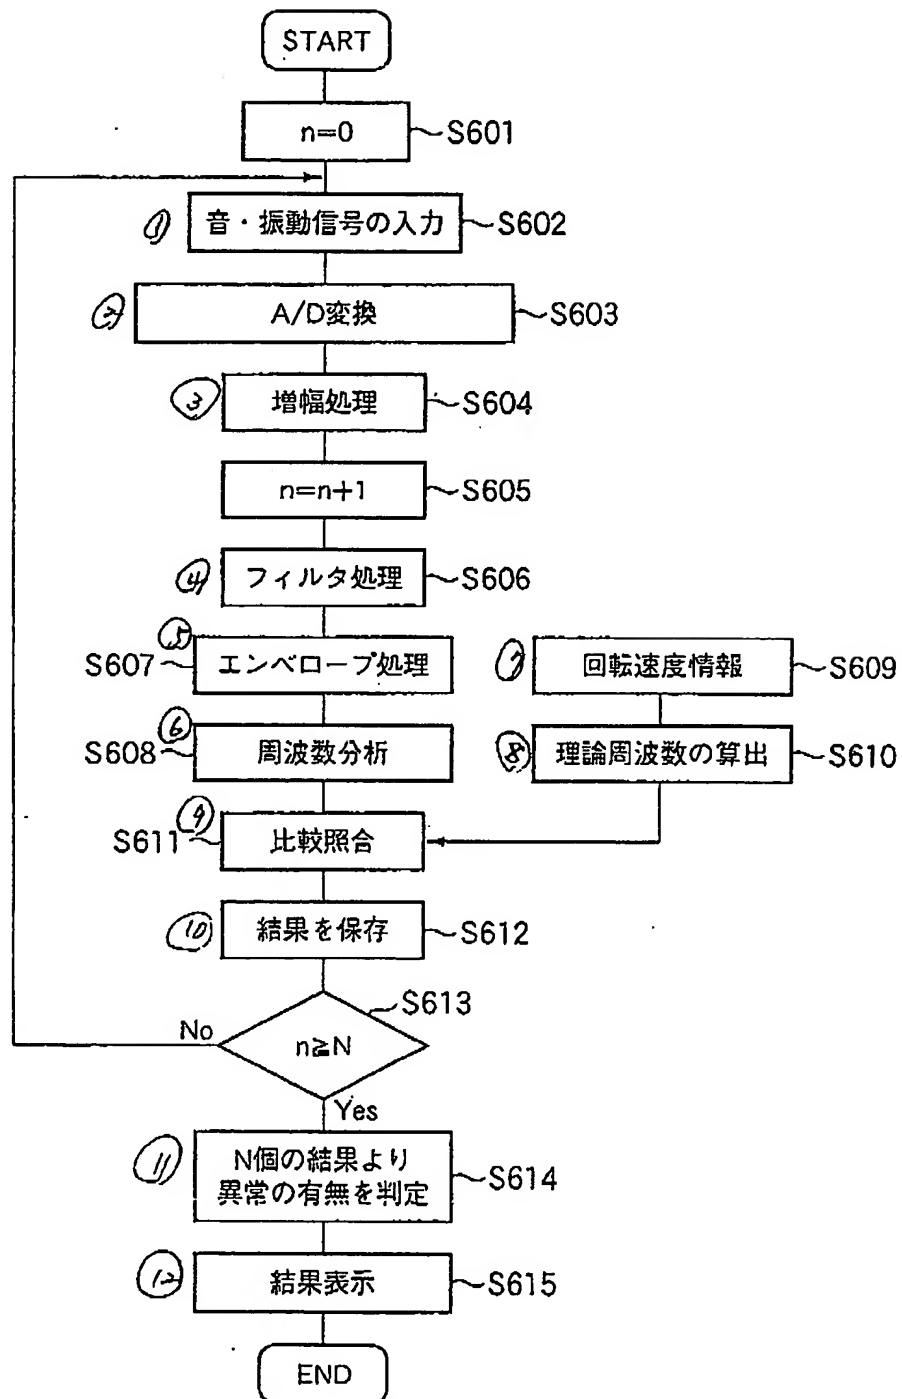 START
n=0 S601
① 音・振動信号の入力 S602
② A/D変換 S603
③ 増幅処理 S604
n=n+1 S605
④ フィルタ処理 S606
⑤
S607 エンベロープ処理
⑦ 回転速度情報 S609
⑥
S608 周波数分析
⑧ 理論周波数の算出 S610
⑨
S611 比較照合
⑩ 結果を保存 S612
S613
No n≧N
Yes
⑪ N個の結果より
異常の有無を判定 S614
⑫ 結果表示 S615
END